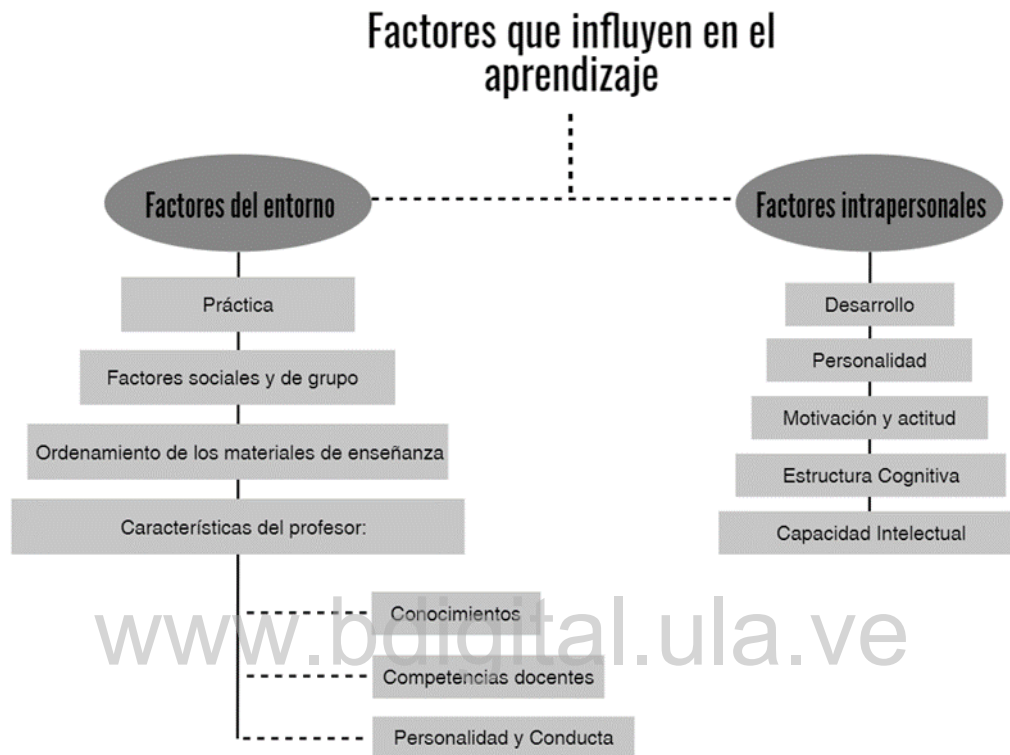 Factores que influyen en el
aprendizaje
Factores del entorno
Práctica
Factores sociales y de grupo
Ordenamiento de los materiales de enseñanza
Característícas del profesor:
Conocimientos
Competencias docentes
Personalidad y Conducta
Factores intrapersonales
Desarrollo
Personalidad
Motivación y actitud
Estructura Cognitiva
Capacidad Intelectual
www.bdigital.ula.ve